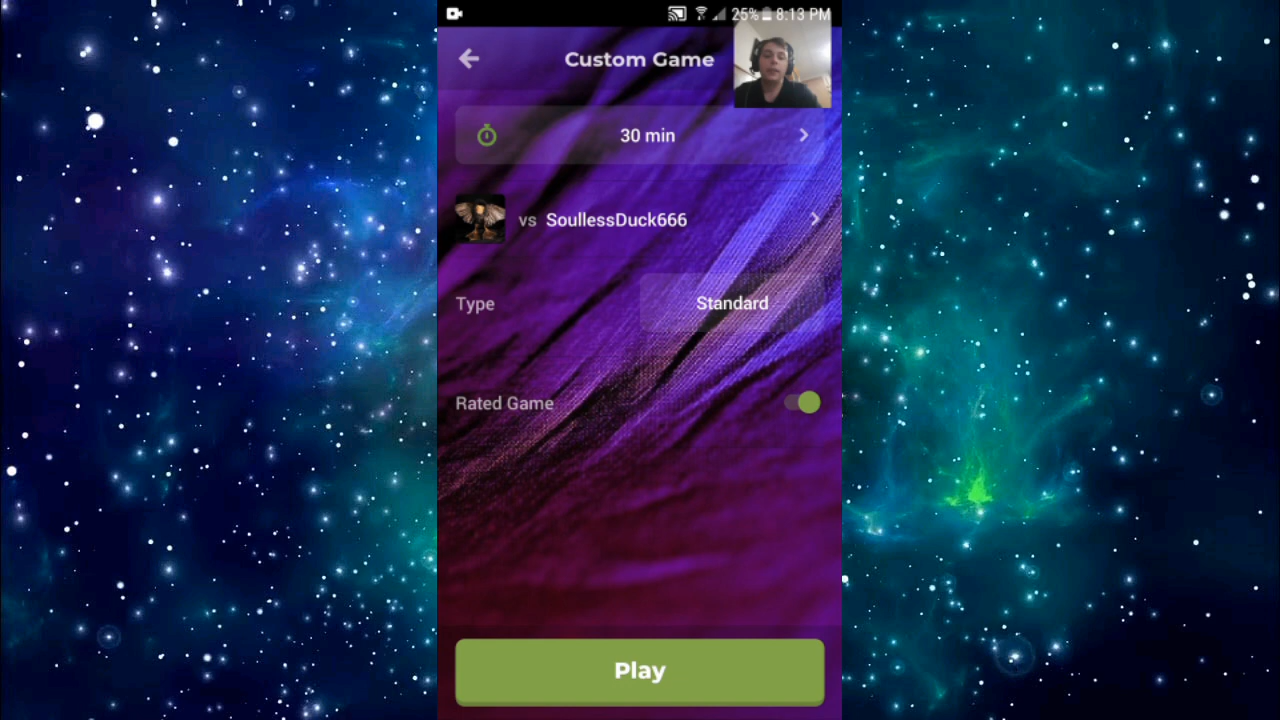 25% 8:13 PM
Custom Game
30 min
vs SoullessDuck666
Type Standard
Rated Game
Play